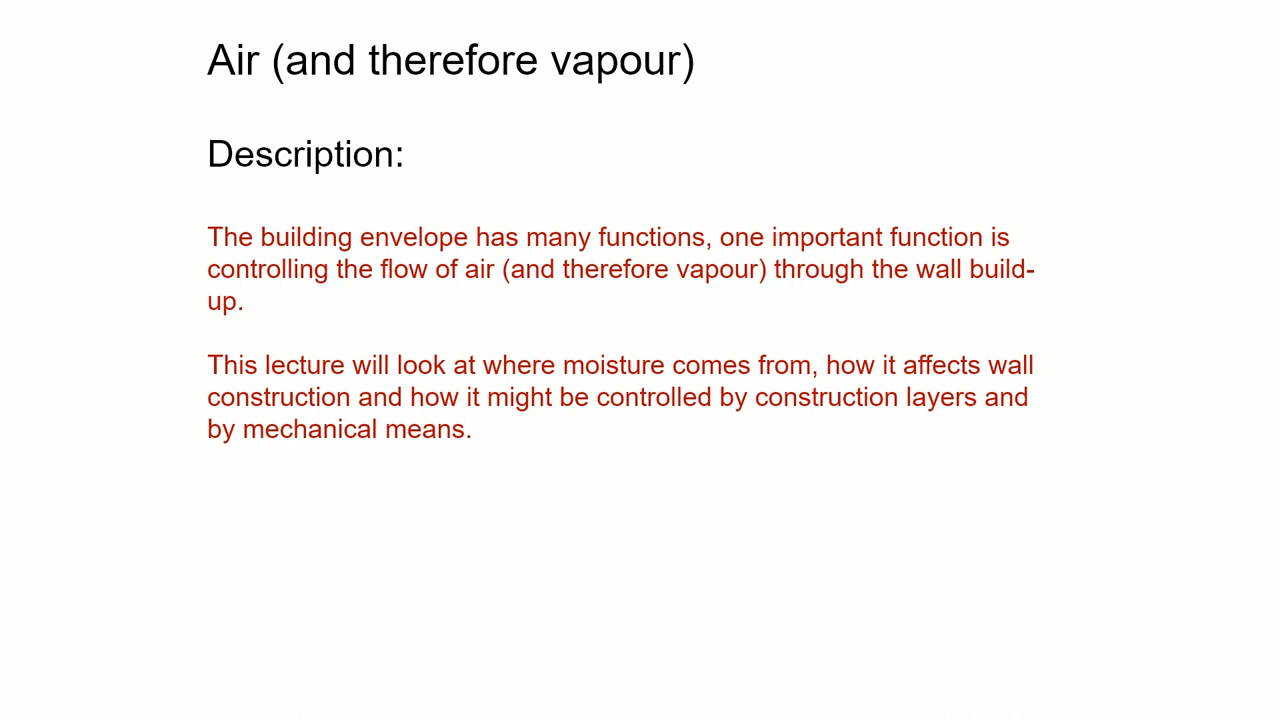 Air (and therefore vapour)
Description:
The building envelope has many functions, one important function is
controlling the flow of air (and therefore vapour) through the wall build-
up.
This lecture will look at where moisture comes from, how it affects wall
construction and how it might be controlled by construction layers and
by mechanical means.